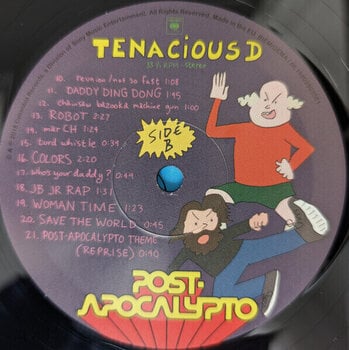 TENACIOUS D
33 ⅓ RPM - Stereo
10. reunion / not so fast 1:08
11. DADDY DING DONG 1:45
12. chainsaw bazooka machine gun 1:00
13. ROBOT 2:27
14. marCH 1:24
15. turd whistle 0:34
16. COLORS 2:20
17. who's your daddy? 0:49
18. JB JR RAP 1:31
19. WOMAN TIME 1:23
20. SAVE THE WORLD 0:45
21. POST-APOCALYPTO THEME
(REPRISE) 0:40
SIDE
B
POST-
APOCALYPTO